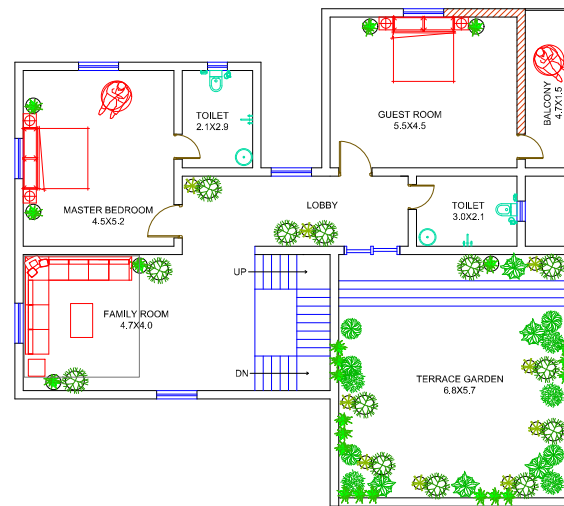 TOILET
2.1X2.9
GUEST ROOM
5.5X4.5
BALCONY
4.7X1.5
MASTER BEDROOM
4.5X5.2
LOBBY
TOILET
3.0X2.1
UP
FAMILY ROOM
4.7X4.0
DN
TERRACE GARDEN
6.8X5.7